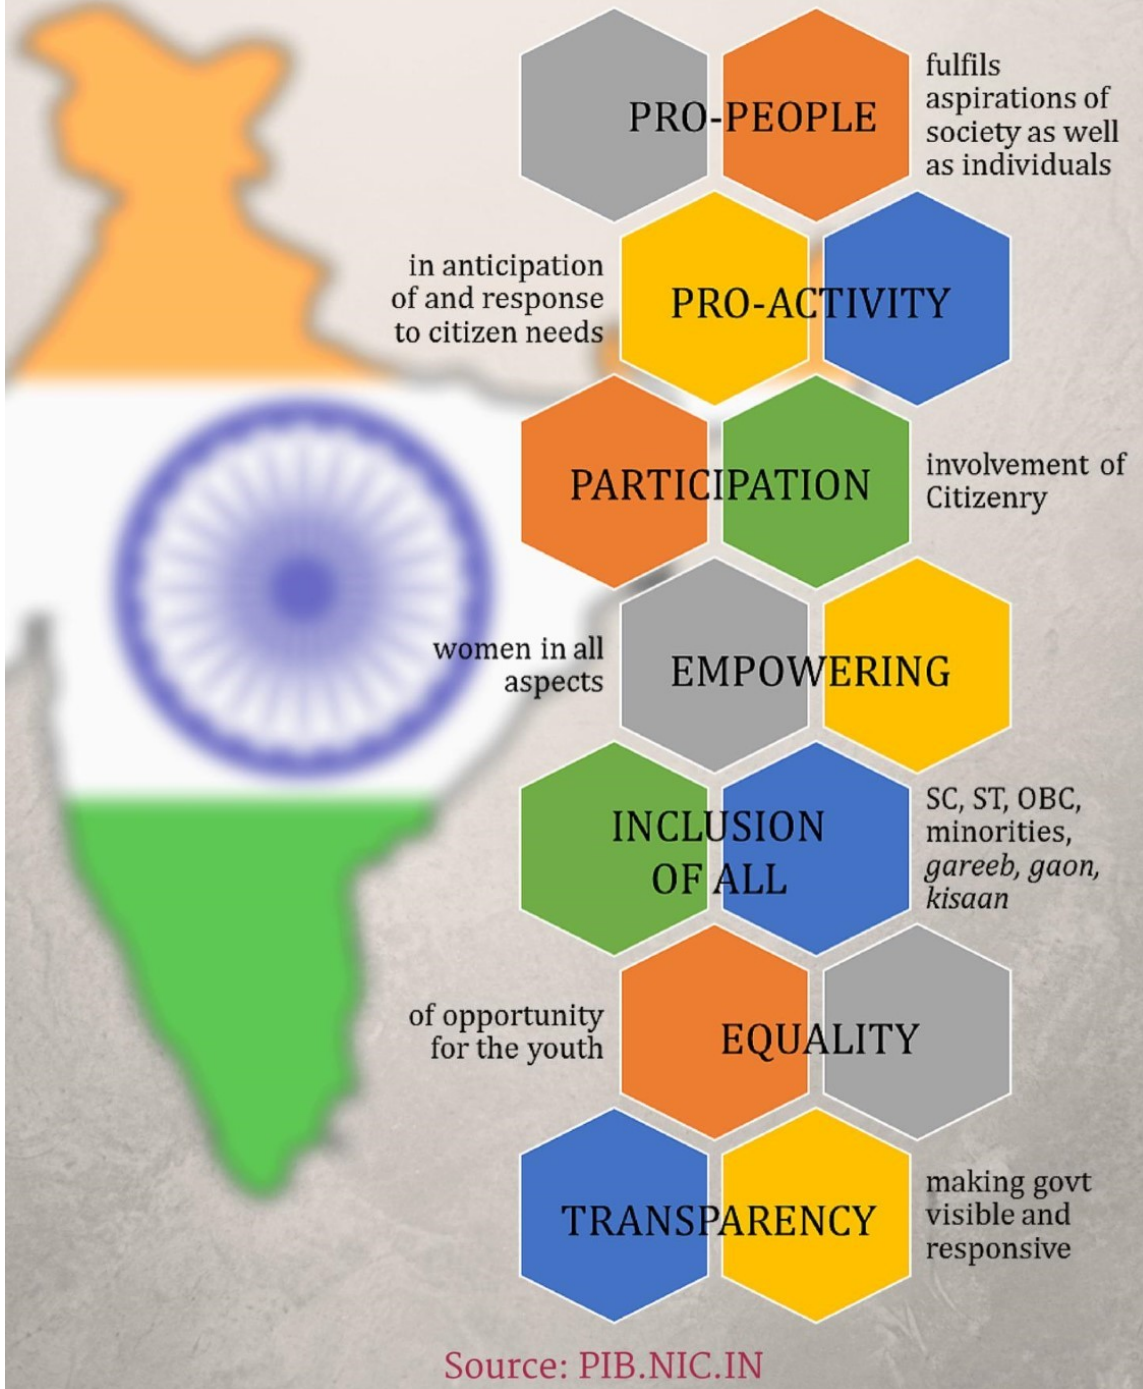 PRO-PEOPLE
fulfils
aspirations of
society as well
as individuals
in anticipation
of and response
to citizen needs
PRO-ACTIVITY
PARTICIPATION
involvement of
Citizenry
women in all
aspects
EMPOWERING
INCLUSION
OF ALL
SC, ST, OBC,
minorities,
gareeb, gaon,
kisaan
of opportunity
for the youth
EQUALITY
TRANSPARENCY
making govt
visible and
responsive
Source: PIB.NIC.IN